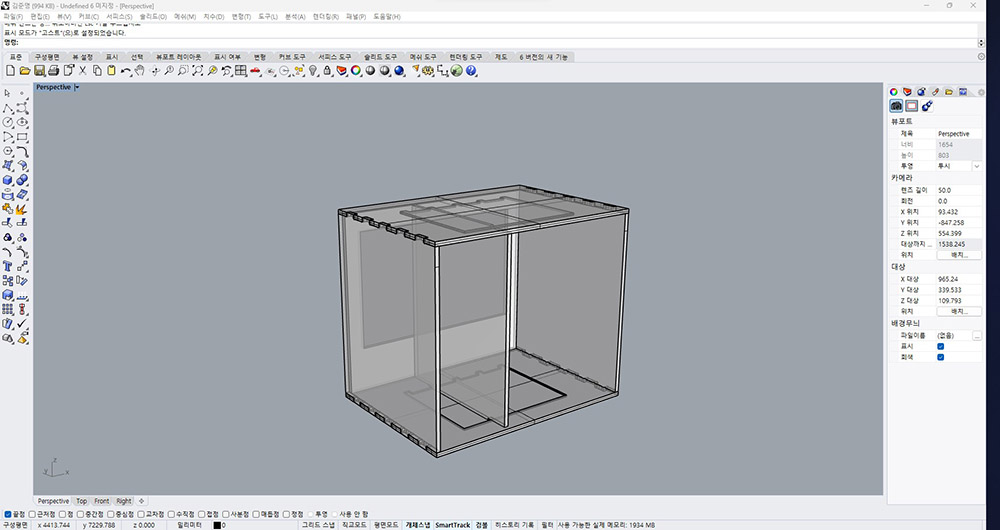 김준영 (994 KB) - Undefined 6 미지정 - [Perspective]
파일(F) 편집(E) 뷰(V) 커브(C) 서피스(S) 솔리드(O) 메쉬(M) 치수(D) 변형(T) 도구(L) 분석(A) 렌더링(R) 패널(P) 도움말(H)
표시 모드가 "고스트"(으)로 설정되었습니다.
명령:
표준 구성평면 뷰 설정 표시 선택 뷰포트 레이아웃 표시 여부 변형 커브 도구 서피스 도구 솔리드 도구 메쉬 도구 렌더링 도구 제도 6 버전의 새 기능
Perspective
뷰포트
제목 Perspective
너비 1654
높이 803
투영 투시
카메라
렌즈 길이 50.0
회전 0.0
X 위치 93.432
Y 위치 -847.258
Z 위치 554.399
대상까지 ... 1538.245
위치 배치...
대상
X 대상 965.24
Y 대상 339.533
Z 대상 109.793
위치 배치...
배경무늬
파일이름 (없음) ...
표시
회색
z
y x
Perspective Top Front Right
끝점 근처점 점 중간점 중심점 교차점 수직점 접점 사분점 매듭점 정점 투영 사용 안 함
구성평면 x 4413.744 y 7229.788 z 0.000 밀리미터 0 그리드 스냅 직교모드 평면모드 개체스냅 SmartTrack 검볼 히스토리 기록 필터 사용 가능한 실제 메모리: 1934 MB